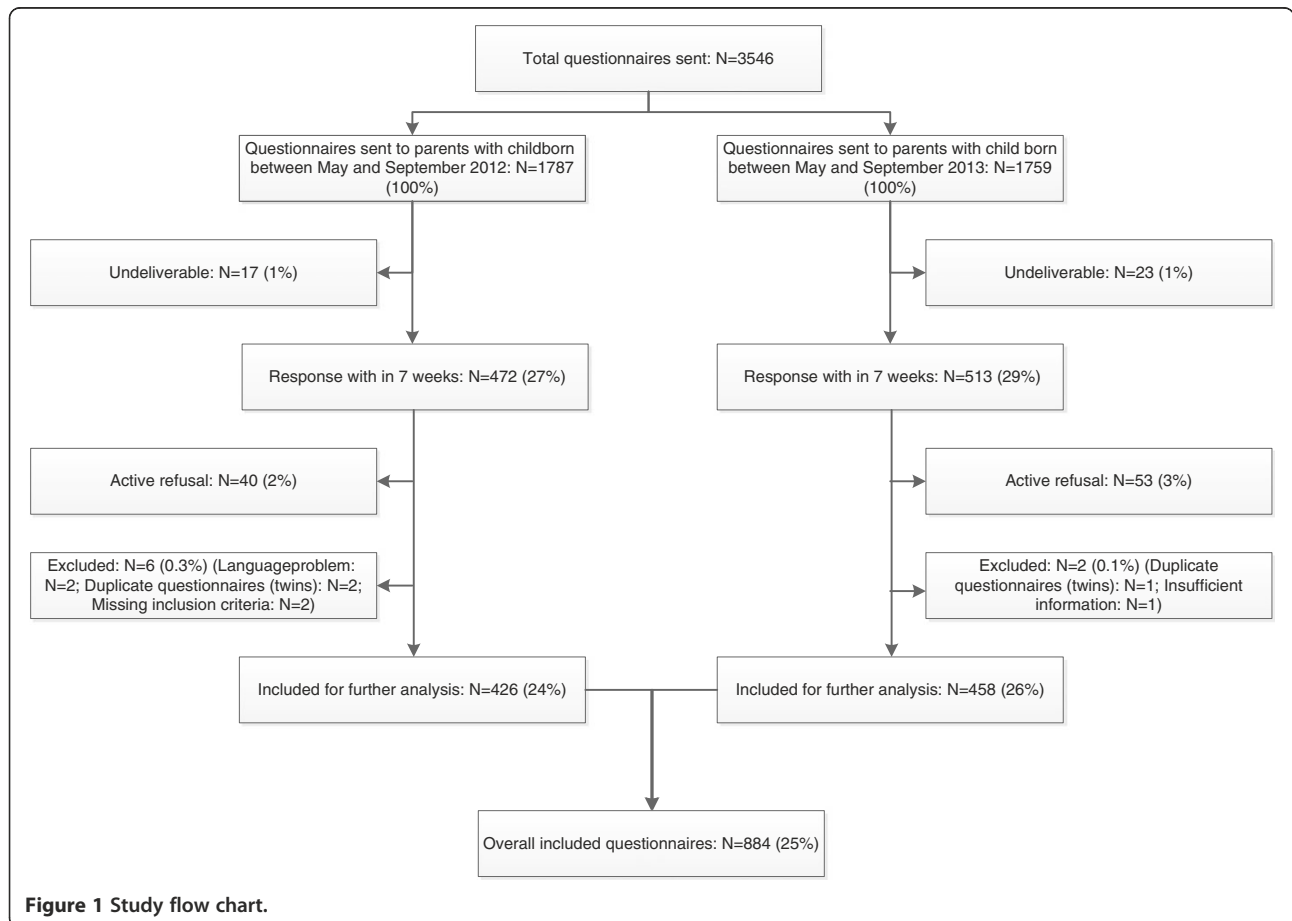 Total questionnaires sent: N=3546
Questionnaires sent to parents with childborn
between May and September 2012: N=1787
(100%)
Questionnaires sent to parents with child born
between May and September 2013: N=1759
(100%)
Undeliverable: N=17 (1%)
Undeliverable: N=23 (1%)
Response with in 7 weeks: N=472 (27%)
Response with in 7 weeks: N=513 (29%)
Active refusal: N=40 (2%)
Active refusal: N=53 (3%)
Excluded: N=6 (0.3%) (Languageproblem:
N=2; Duplicate questionnaires (twins): N=2;
Missing inclusion criteria: N=2)
Excluded: N=2 (0.1%) (Duplicate
questionnaires (twins): N=1; Insufficient
information: N=1)
Included for further analysis: N=426 (24%)
Included for further analysis: N=458 (26%)
Overall included questionnaires: N=884 (25%)
Figure 1 Study flow chart.